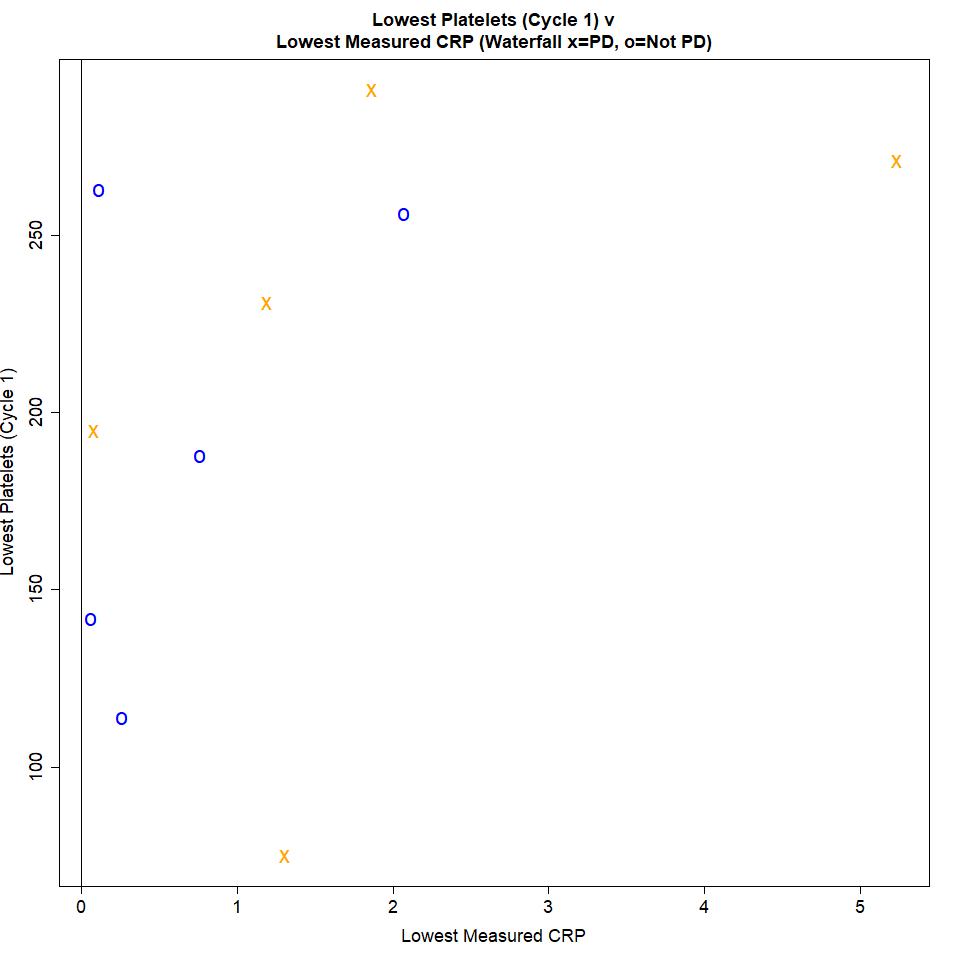 Lowest Platelets (Cycle 1) v
Lowest Measured CRP (Waterfall x=PD, o=Not PD)
Lowest Platelets (Cycle 1)
250
200
150
100
X
X
O
O
X
X
O
O
O
X
0 1 2 3 4 5
Lowest Measured CRP